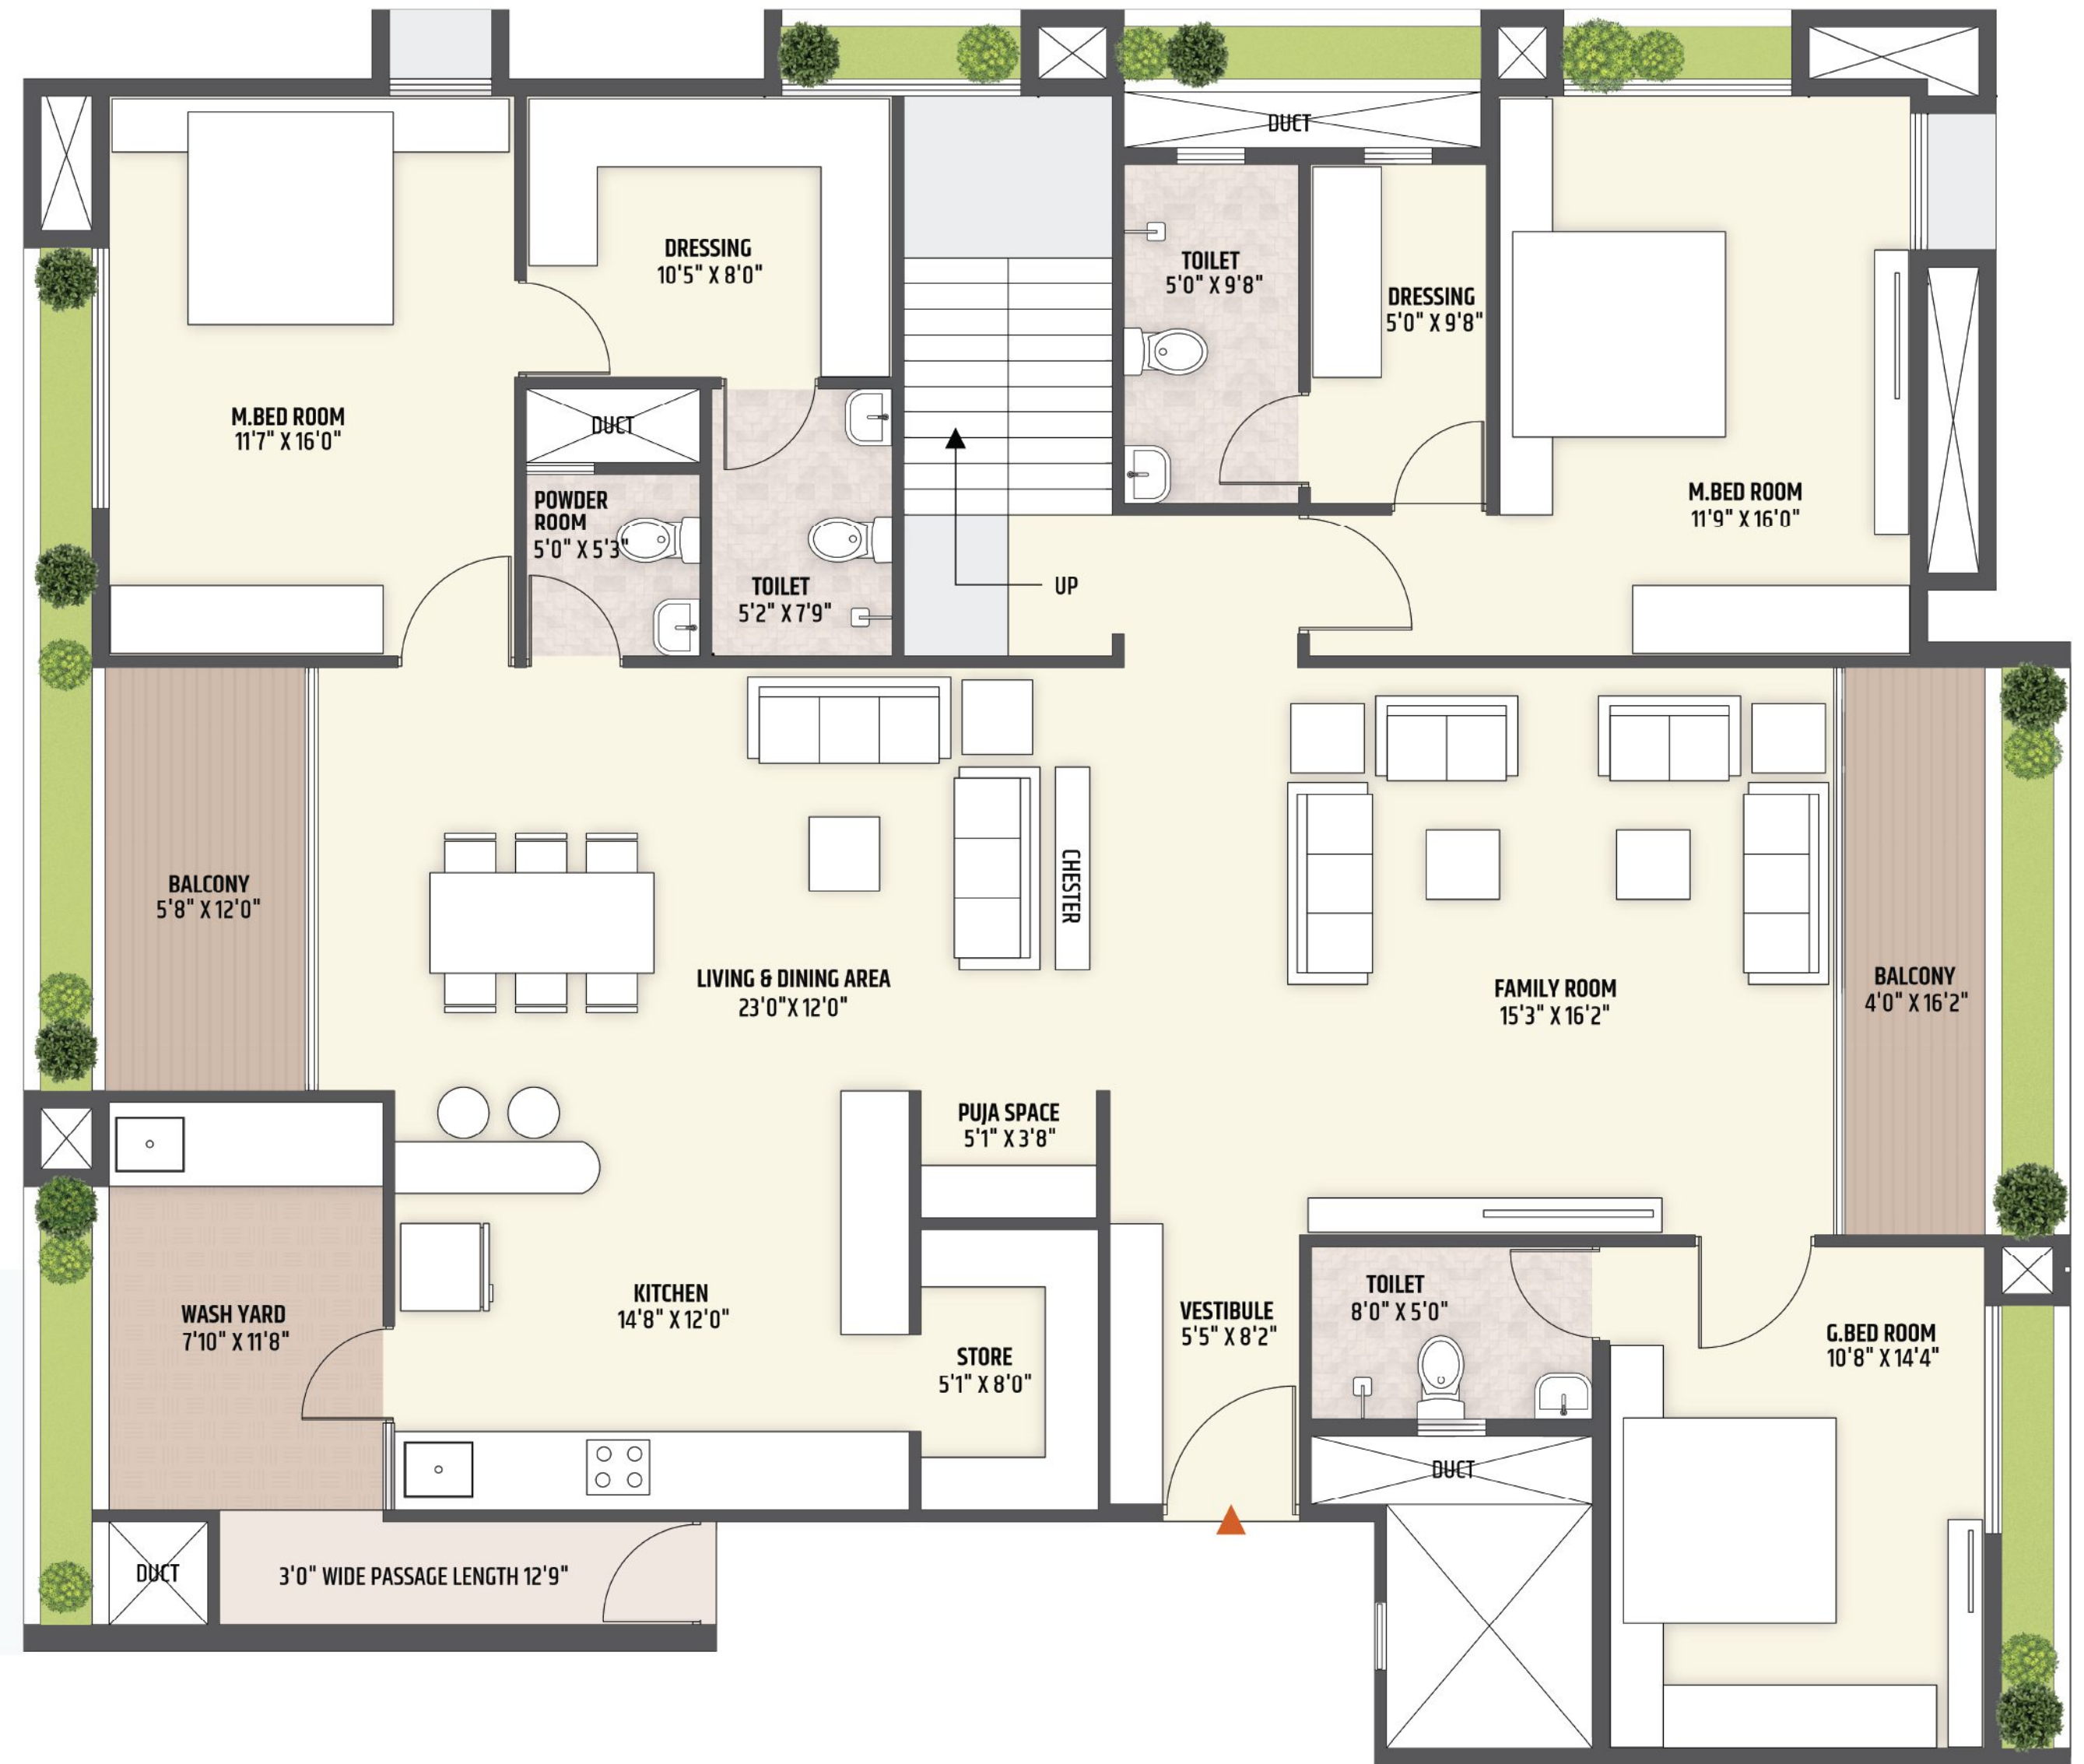 DUCT
DRESSING
10'5" X 8'0"
TOILET
5'0" X 9'8"
DRESSING
5'0" X 9'8"
M.BED ROOM
11'7" X 16'0"
DUCT
POWDER
ROOM
5'0" X 5'3"
M.BED ROOM
11'9" X 16'0"
TOILET
5'2" X 7'9"
UP
BALCONY
5'8" X 12'0"
CHESTER
LIVING & DINING AREA
23'0"X 12'0"
FAMILY ROOM
15'3" X 16'2"
BALCONY
4'0" X 16'2"
PUJA SPACE
5'1" X 3'8"
WASH YARD
7'10" X 11'8"
KITCHEN
14'8" X 12'0"
STORE
5'1" X 8'0"
VESTIBULE
5'5" X 8'2"
TOILET
8'0" X 5'0"
G.BED ROOM
10'8" X 14'4"
DUCT
DUCT
3'0" WIDE PASSAGE LENGTH 12'9"